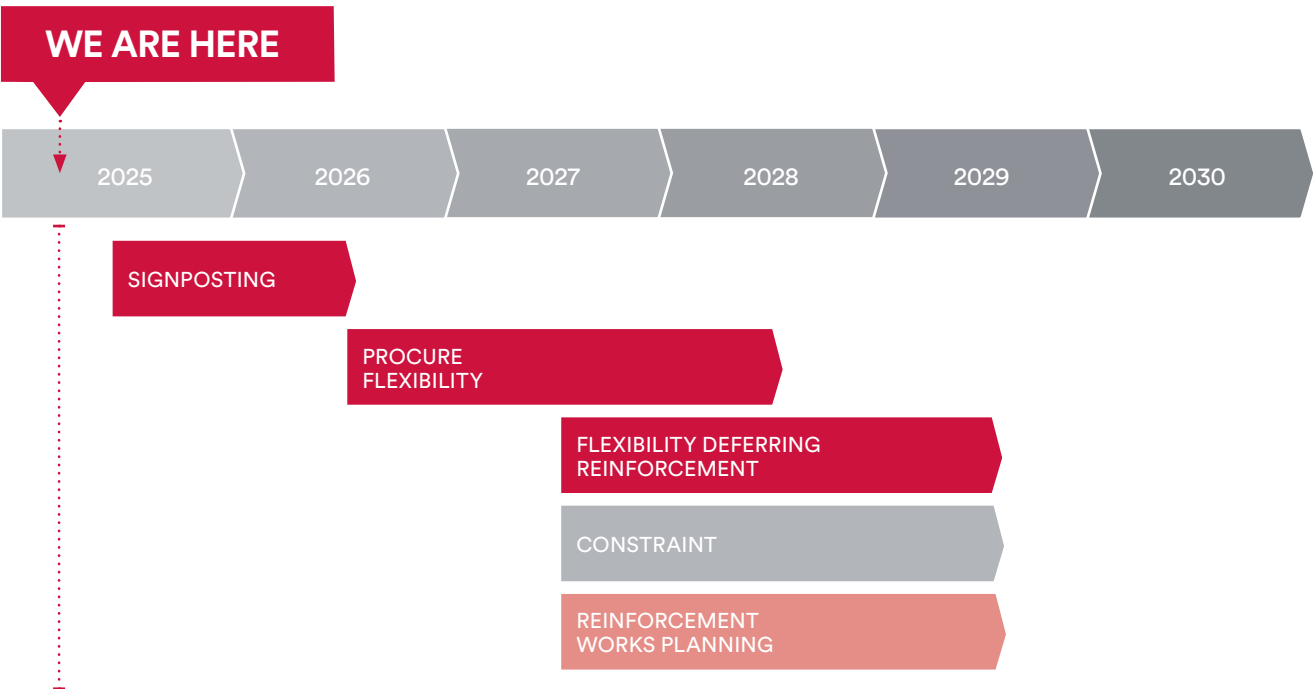 WE ARE HERE
2025
2026
2027
2028
2029
2030
SIGNPOSTING
PROCURE
FLEXIBILITY
FLEXIBILITY DEFERRING
REINFORCEMENT
CONSTRAINT
REINFORCEMENT
WORKS PLANNING